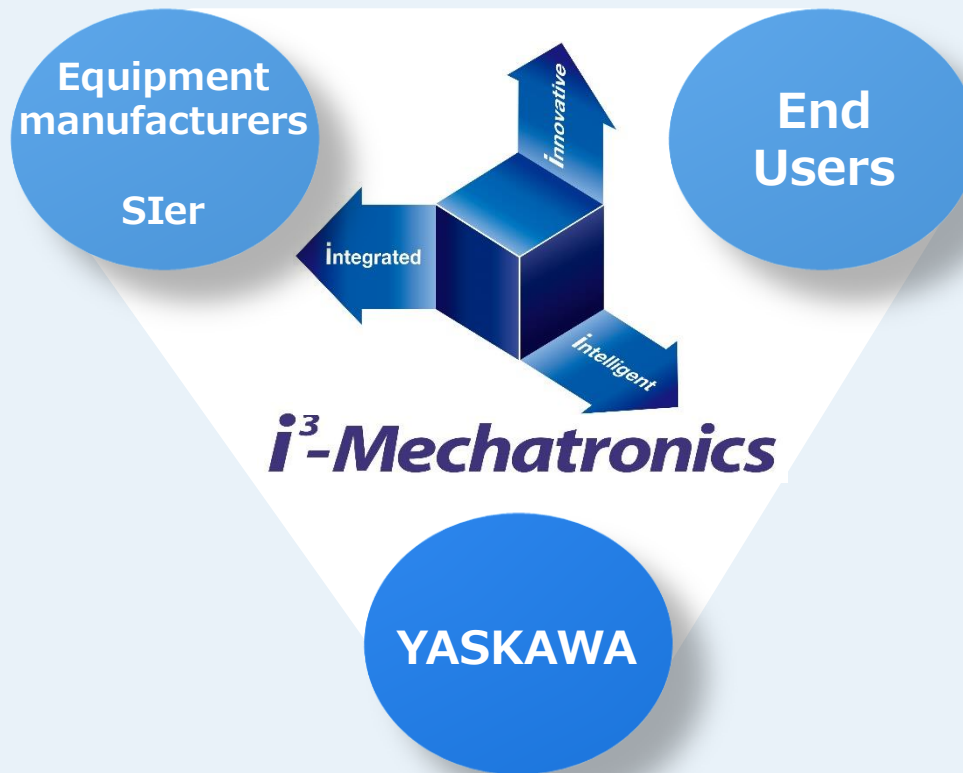 Equipment
manufacturers
SIer
innovative
End
Users
integrated
intelligent
i³-Mechatronics
YASKAWA